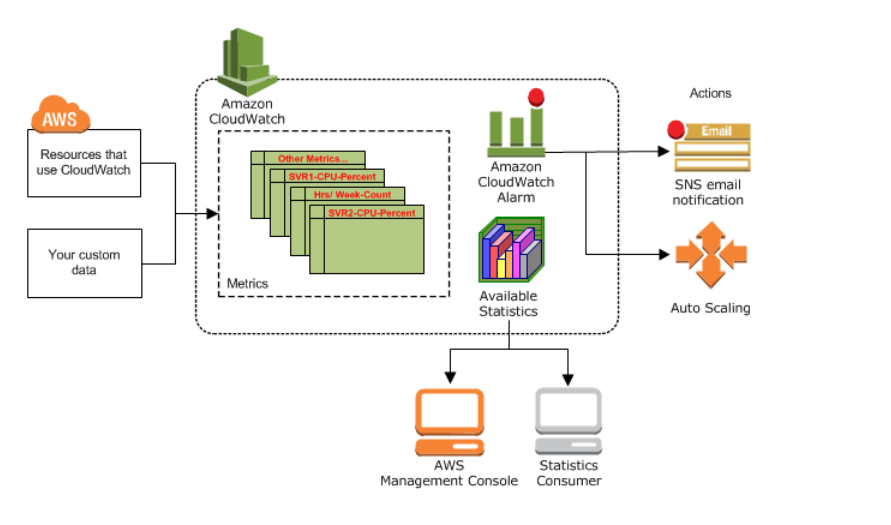 Amazon
CloudWatch
AWS
Resources that
use CloudWatch
Your custom
data
Other Metrics...
SVR1-CPU-Percent
Hrs/ Week-Count
SVR2-CPU-Percent
Metrics
Amazon
CloudWatch
Alarm
Available
Statistics
Actions
Email
SNS email
notification
Auto Scaling
AWS
Management Console
Statistics
Consumer